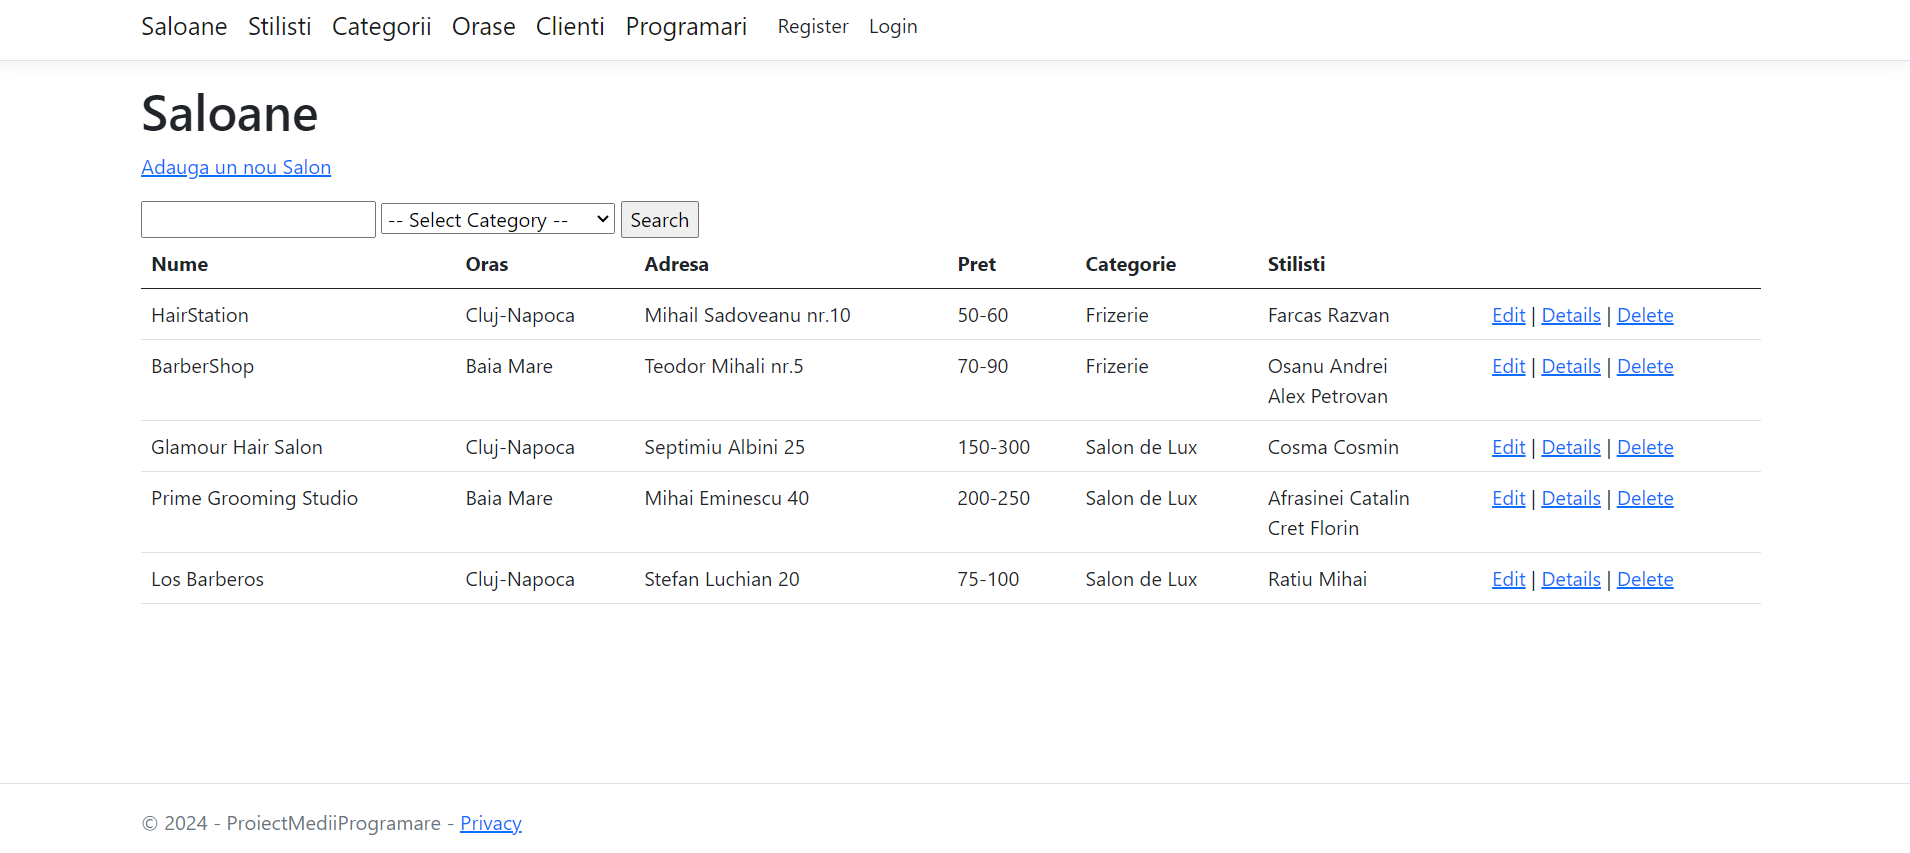 Saloane Stilisti Categorii Orase Clienti Programari Register Login
Saloane
Adauga un nou Salon
-- Select Category -- Search
Nume Oras Adresa Pret Categorie Stilisti
HairStation Cluj-Napoca Mihail Sadoveanu nr.10 50-60 Frizerie Farcas Razvan Edit | Details | Delete
BarberShop Baia Mare Teodor Mihali nr.5 70-90 Frizerie Osanu Andrei Edit | Details | Delete
Alex Petrovan
Glamour Hair Salon Cluj-Napoca Septimiu Albini 25 150-300 Salon de Lux Cosma Cosmin Edit | Details | Delete
Prime Grooming Studio Baia Mare Mihai Eminescu 40 200-250 Salon de Lux Afrasinei Catalin Edit | Details | Delete
Cret Florin
Los Barberos Cluj-Napoca Stefan Luchian 20 75-100 Salon de Lux Ratiu Mihai Edit | Details | Delete
© 2024 - ProiectMediiProgramare - Privacy